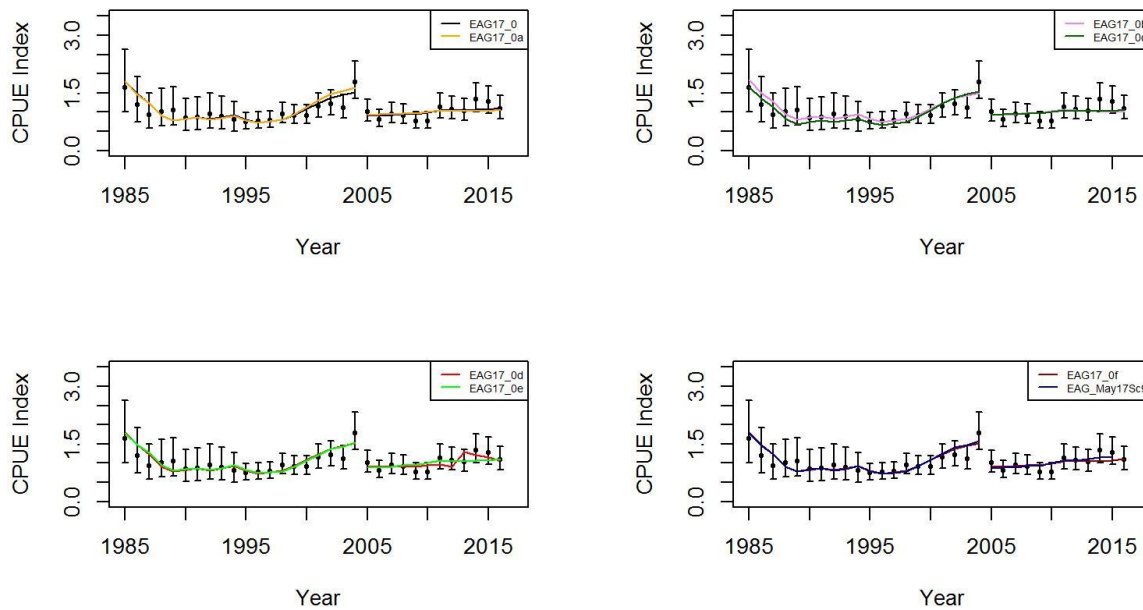 CPUE Index
0.0 1.5 3.0
EAG17_0
EAG17_0a
1985 1995 2005 2015
Year
CPUE Index
0.0 1.5 3.0
1985 1995 2005 2015
Year
CPUE Index
0.0 1.5 3.0
EAG17_0d
EAG17_0e
1985 1995 2005 2015
Year
CPUE Index
0.0 1.5 3.0
EAG17_0f
1985 1995 2005 2015
Year